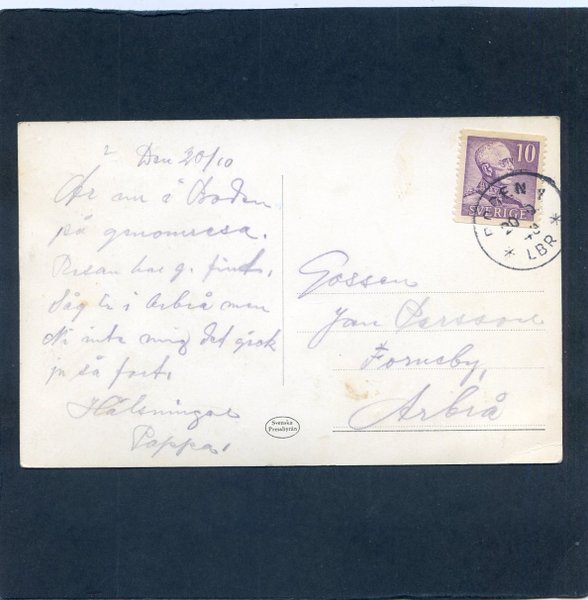 Den 20/10
Är nu i Boden
på genomresa.
Resan har g. fint.
Såg Er i Arbrå men
Ni inte mig det gick
ju så fort.
Hälsningar
Pappa.
10
SVERIGE
LBR
Gossen
Jan Persson
Forneby,
Arbrå
Svenska
Pressbyrån